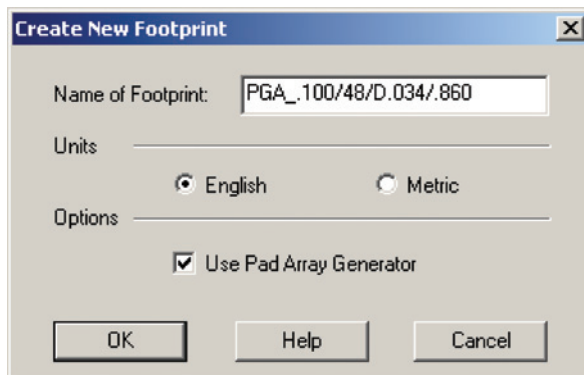 Create New Footprint
Name of Footprint: PGA_.100/48/D.034/.860
Units
English Metric
Options
Use Pad Array Generator
OK Help Cancel